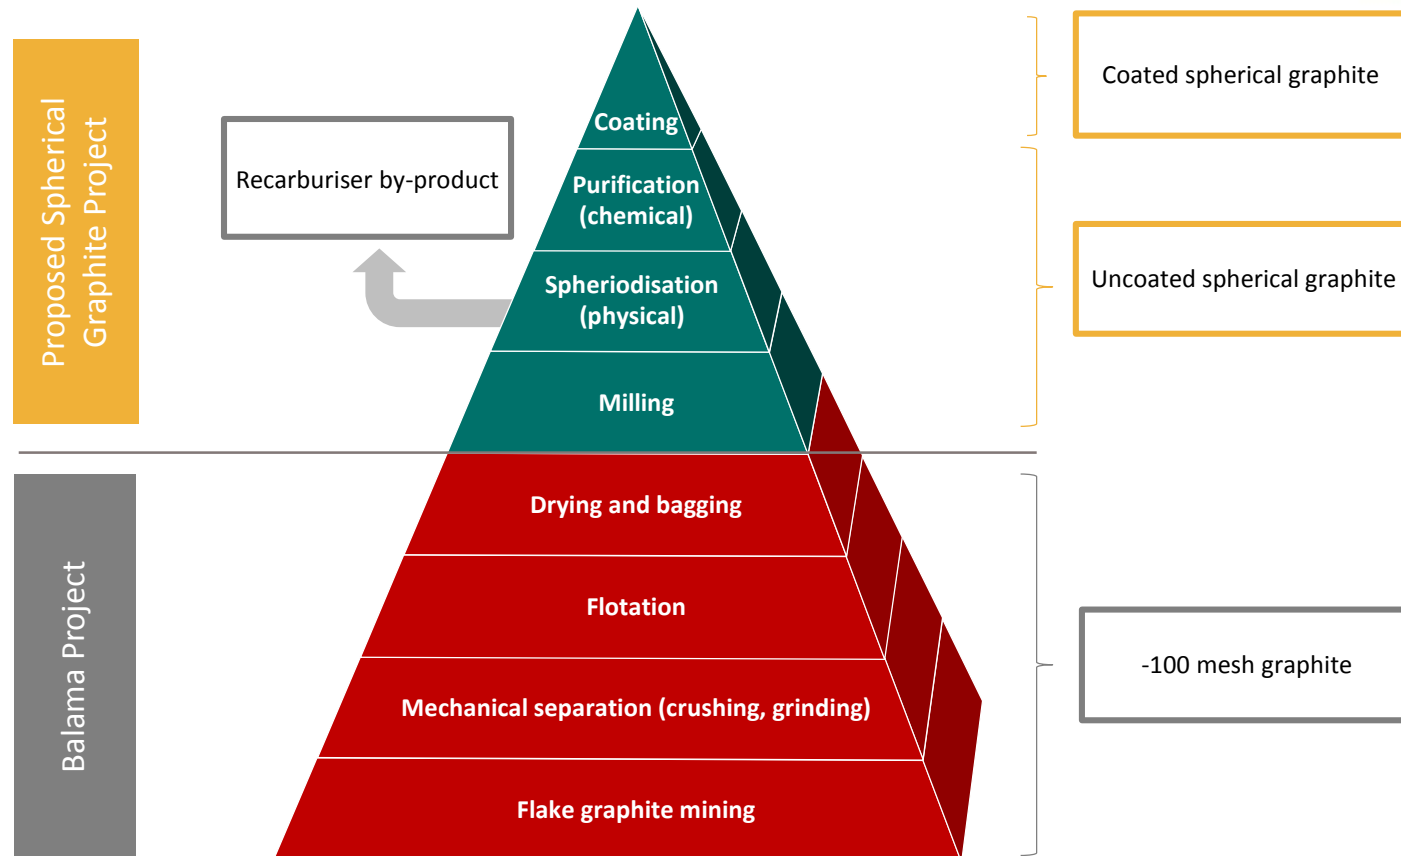 Proposed Spherical
Graphite Project
Coated spherical graphite
Coating
Recarburiser by-product
Purification
(chemical)
Spheriodisation
(physical)
Uncoated spherical graphite
Milling
Balama Project
Drying and bagging
Flotation
-100 mesh graphite
Mechanical separation (crushing, grinding)
Flake graphite mining